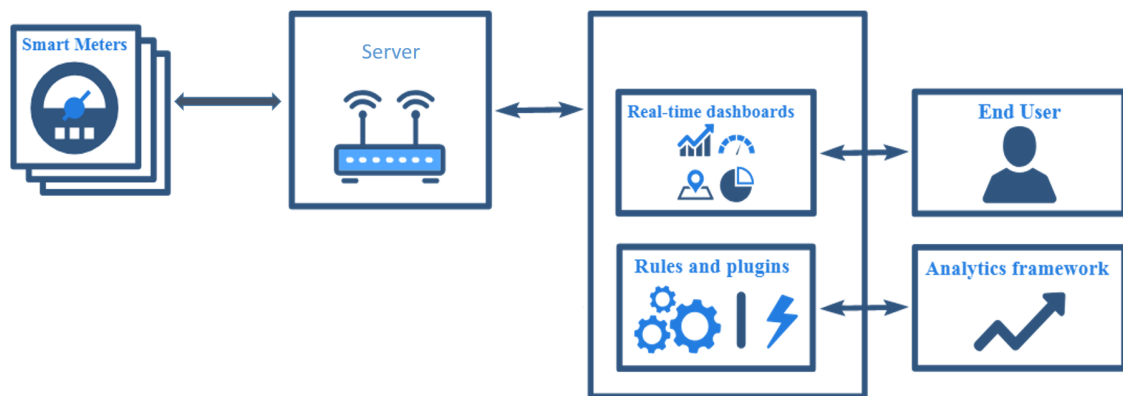 Smart Meters
Server
Real-time dashboards
End User
Rules and plugins
Analytics framework